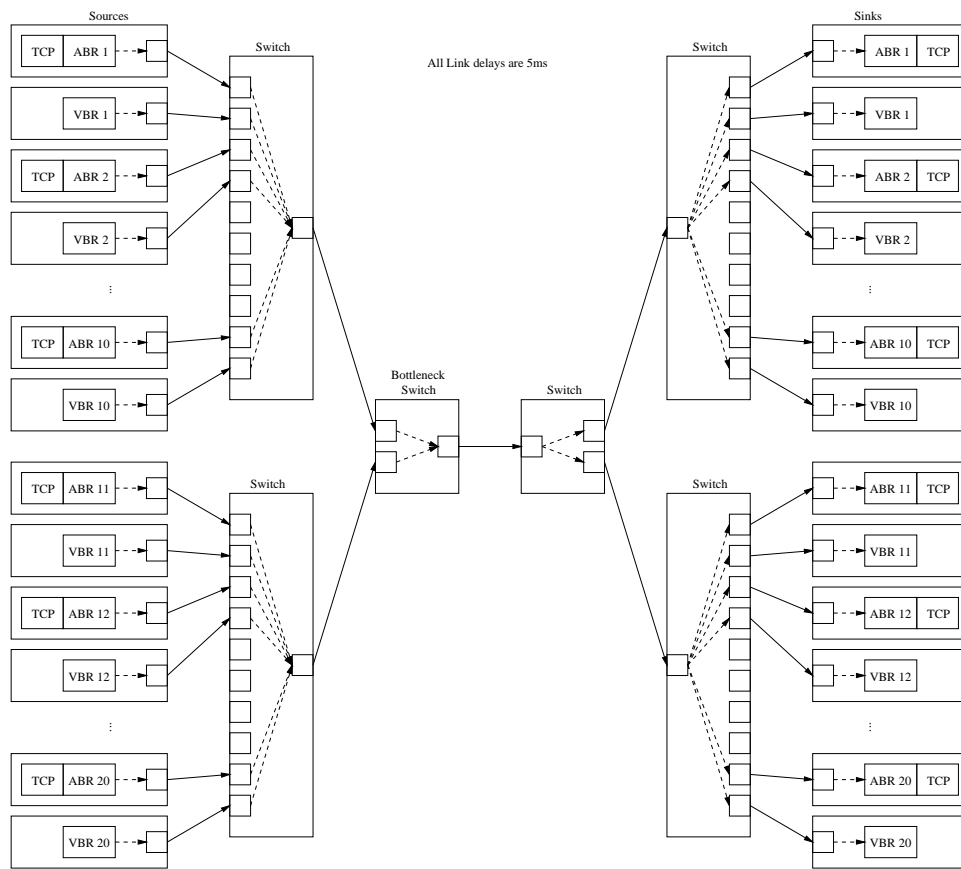 Sources
Sinks
TCP ABR 1
Switch
All Link delays are 5ms
Switch
ABR 1 TCP
VBR 1
VBR 1
TCP ABR 2
ABR 2 TCP
VBR 2
VBR 2
...
...
TCP ABR 10
ABR 10 TCP
VBR 10
VBR 10
Bottleneck
Switch
Switch
TCP ABR 11
Switch
Switch
ABR 11 TCP
VBR 11
VBR 11
TCP ABR 12
ABR 12 TCP
VBR 12
VBR 12
...
...
TCP ABR 20
ABR 20 TCP
VBR 20
VBR 20